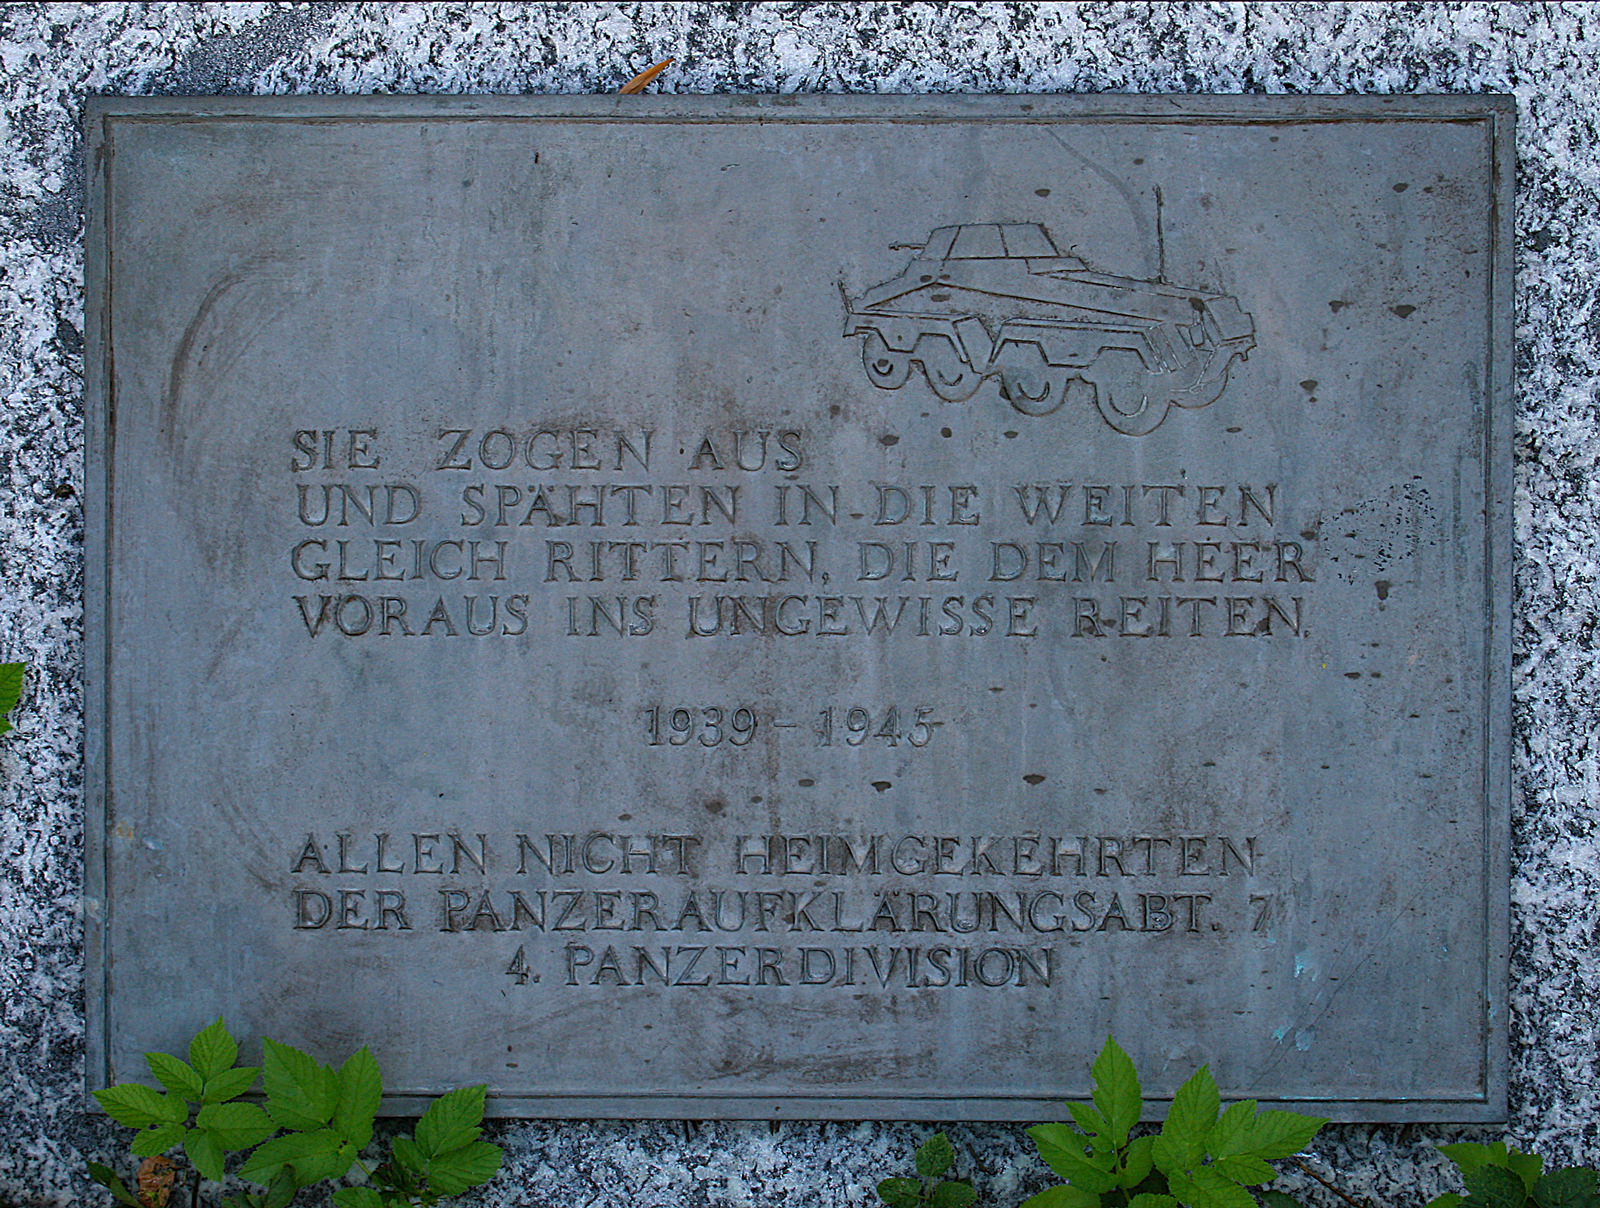 SIE ZOGEN AUS
UND SPÄHTEN IN DIE WEITEN
GLEICH RITTERN, DIE DEM HEER
VORAUS INS UNGEWISSE REITEN.
1939 – 1945
ALLEN NICHT HEIMGEKEHRTEN
DER PANZERAUFKLÄRUNGSABT. 7
4. PANZERDIVISION